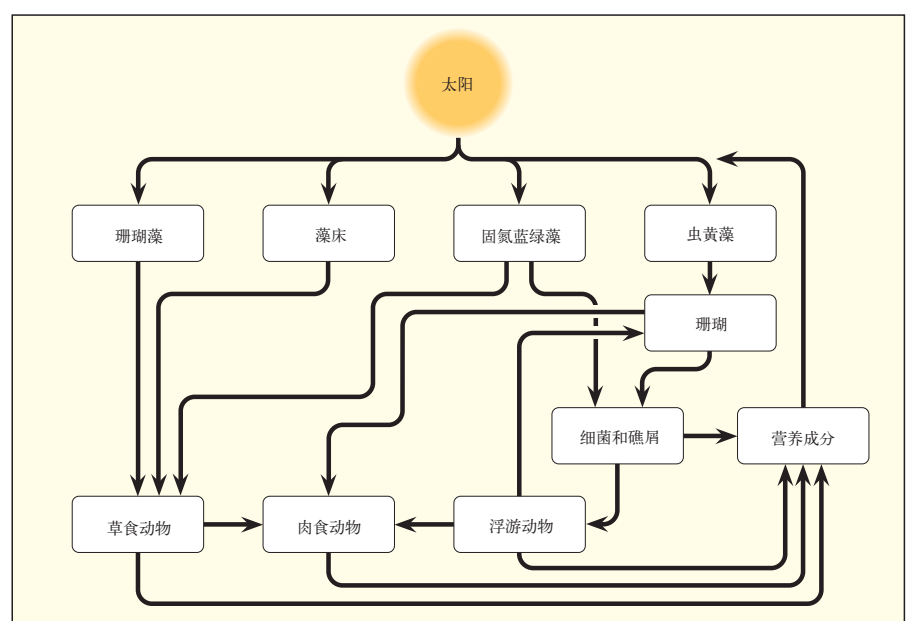 太阳
珊瑚藻
藻床
固氮蓝绿藻
虫黄藻
珊瑚
细菌和礁屑
营养成分
草食动物
肉食动物
浮游动物